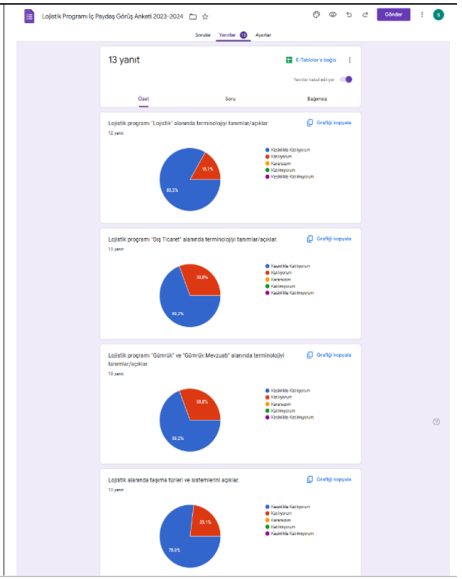 Lojistik Programı İç Paydaş Görüş Anketi 2023-2024
Gönder
Sorular Yanıtlar 13 Ayarlar
13 yanıt
E-Tablolar'a bağla
Yanıtlar kabul ediliyor
Özet Soru Bağımsız
Lojistik programı "Lojistik" alanında terminolojiyi tanımlar/açıklar.
Grafiği kopyala
12 yanıt
Kesinlikle Katılıyorum
Katılıyorum
Kararsızım
Katılmıyorum
Kesinlikle Katılmıyorum
Lojistik programı "Dış Ticaret" alanında terminolojiyi tanımlar/açıklar.
Grafiği kopyala
13 yanıt
Kesinlikle Katılıyorum
Katılıyorum
Kararsızım
Katılmıyorum
Kesinlikle Katılmıyorum
Lojistik programı "Gümrük" ve "Gümrük Mevzuatı" alanında terminolojiyi
tanımlar/açıklar.
Grafiği kopyala
13 yanıt
Kesinlikle Katılıyorum
Katılıyorum
Kararsızım
Katılmıyorum
Kesinlikle Katılmıyorum
Lojistik alanında taşıma türleri ve sistemlerini açıklar.
Grafiği kopyala
13 yanıt
Kesinlikle Katılıyorum
Katılıyorum
Kararsızım
Katılmıyorum
Kesinlikle Katılmıyorum